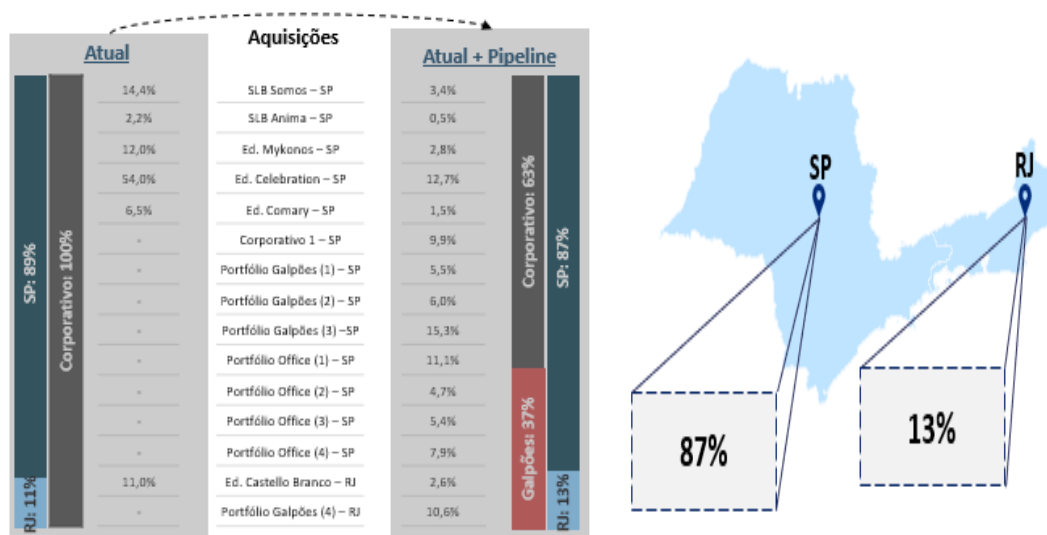 Atual
Aquisições
Atual + Pipeline
14,4% SLB Somos – SP 3,4%
2,2% SLB Anima – SP 0,5%
12,0% Ed. Mykonos – SP 2,8%
54,0% Ed. Celebration – SP 12,7%
6,5% Ed. Comary – SP 1,5%
- Corporativo 1 – SP 9,9%
- Portfólio Galpões (1) – SP 5,5%
- Portfólio Galpões (2) – SP 6,0%
- Portfólio Galpões (3) –SP 15,3%
- Portfólio Office (1) – SP 11,1%
- Portfólio Office (2) – SP 4,7%
- Portfólio Office (3) – SP 5,4%
- Portfólio Office (4) – SP 7,9%
11,0% Ed. Castello Branco – RJ 2,6%
- Portfólio Galpões (4) – RJ 10,6%
SP: 89%
RJ: 11%
Corporativo: 100%
Corporativo: 63%
Galpões: 37%
SP: 87%
RJ: 13%
SP
RJ
87%
13%